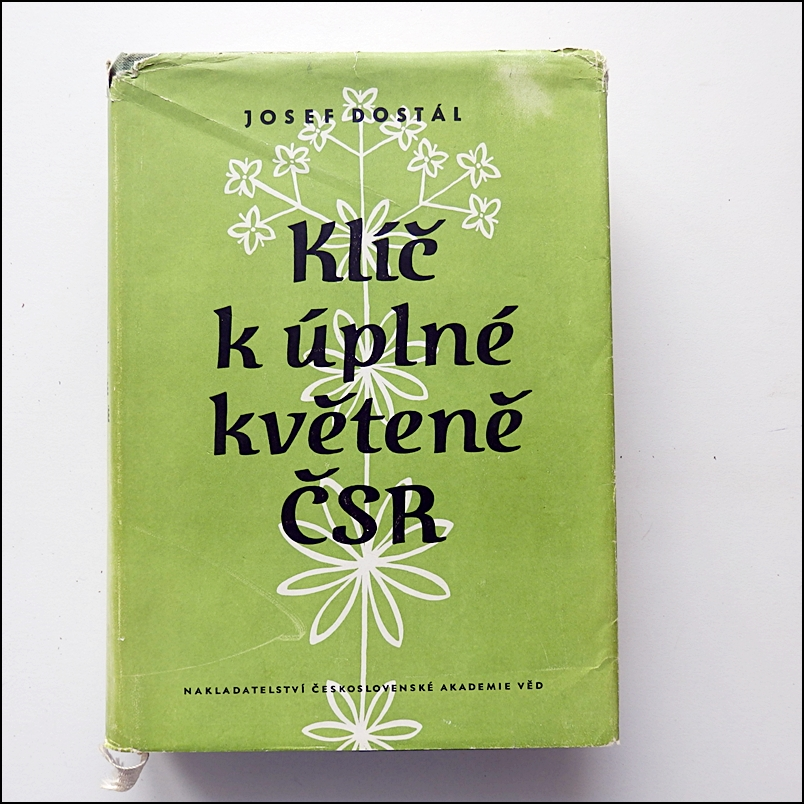 JOSEF DOSTÁL
Klíč
k úplné
květeně
ČSR
NAKLADATELSTVÍ ČESKOSLOVENSKÉ AKADEMIE VĚD